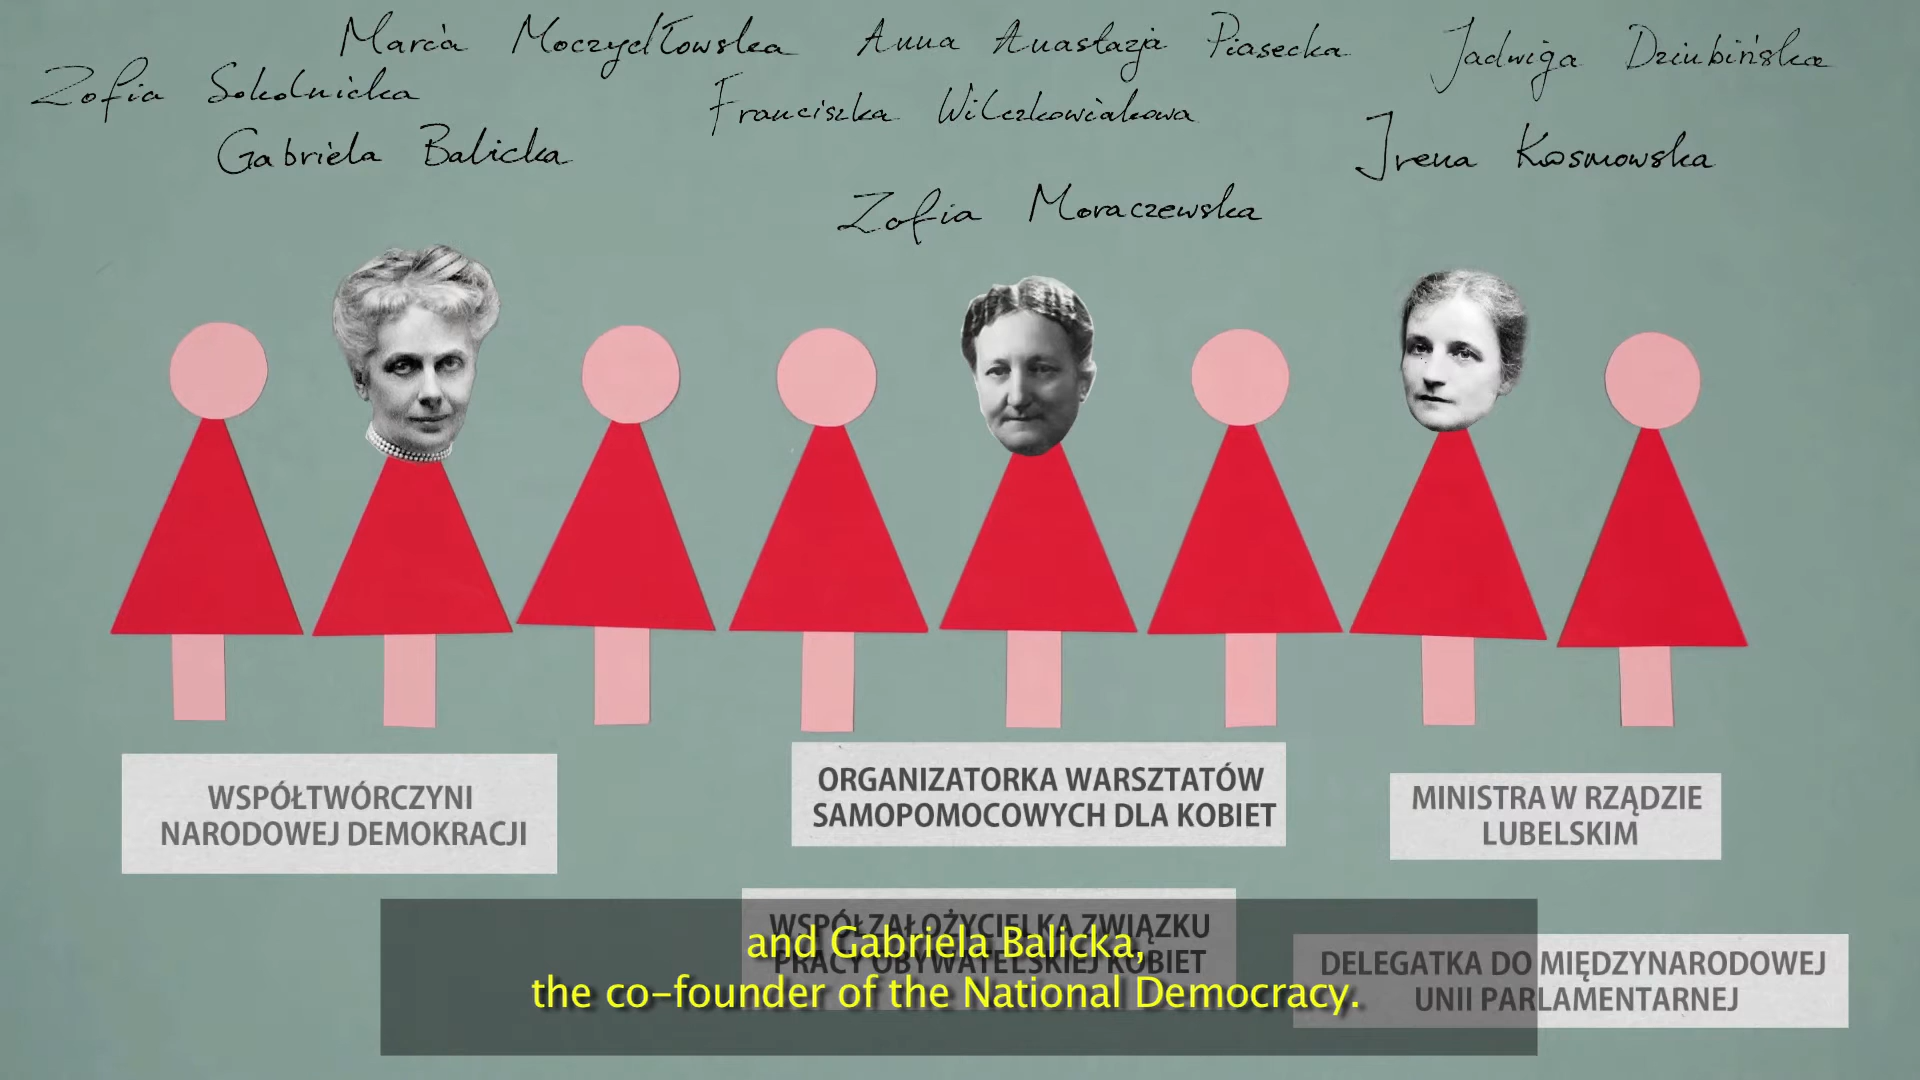 Marcia Moczydłowska
Anna Anastazja Piasecka
Jadwiga Dziubińska
Zofia Sokolnicka
Franciszka Wilczkowiakowa
Gabriela Balicka
Irena Kosmowska
Zofia Moraczewska
WSPÓŁTWÓRCZYNI
NARODOWEJ DEMOKRACJI
ORGANIZATORKA WARSZTATÓW
SAMOPOMOCOWYCH DLA KOBIET
MINISTRA W RZĄDZIE
LUBELSKIM
WSPÓŁZAŁOŻYCIELKA ZWIĄZKU
PRACY OBYWATELSKIEJ KOBIET
DELEGATKA DO MIĘDZYNARODOWEJ
UNII PARLAMENTARNEJ
and Gabriela Balicka,
the co-founder of the National Democracy.